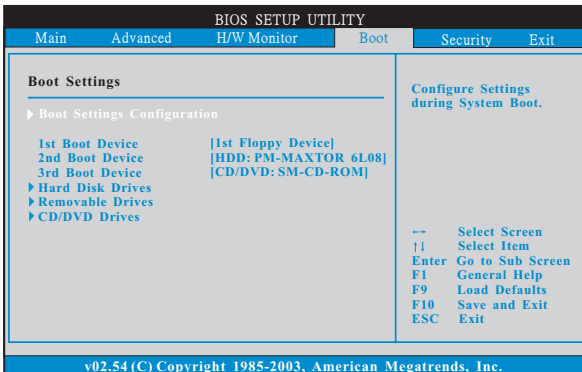 BIOS SETUP UTILITY
Main Advanced H/W Monitor Boot Security Exit
Boot Settings
Boot Settings Configuration
1st Boot Device [1st Floppy Device]
2nd Boot Device [HDD: PM-MAXTOR 6L08]
3rd Boot Device [CD/DVD: SM-CD-ROM]
Hard Disk Drives
Removable Drives
CD/DVD Drives
Configure Settings
during System Boot.
←→ Select Screen
↑↓ Select Item
Enter Go to Sub Screen
F1 General Help
F9 Load Defaults
F10 Save and Exit
ESC Exit
v02.54 (C) Copyright 1985-2003, American Megatrends, Inc.